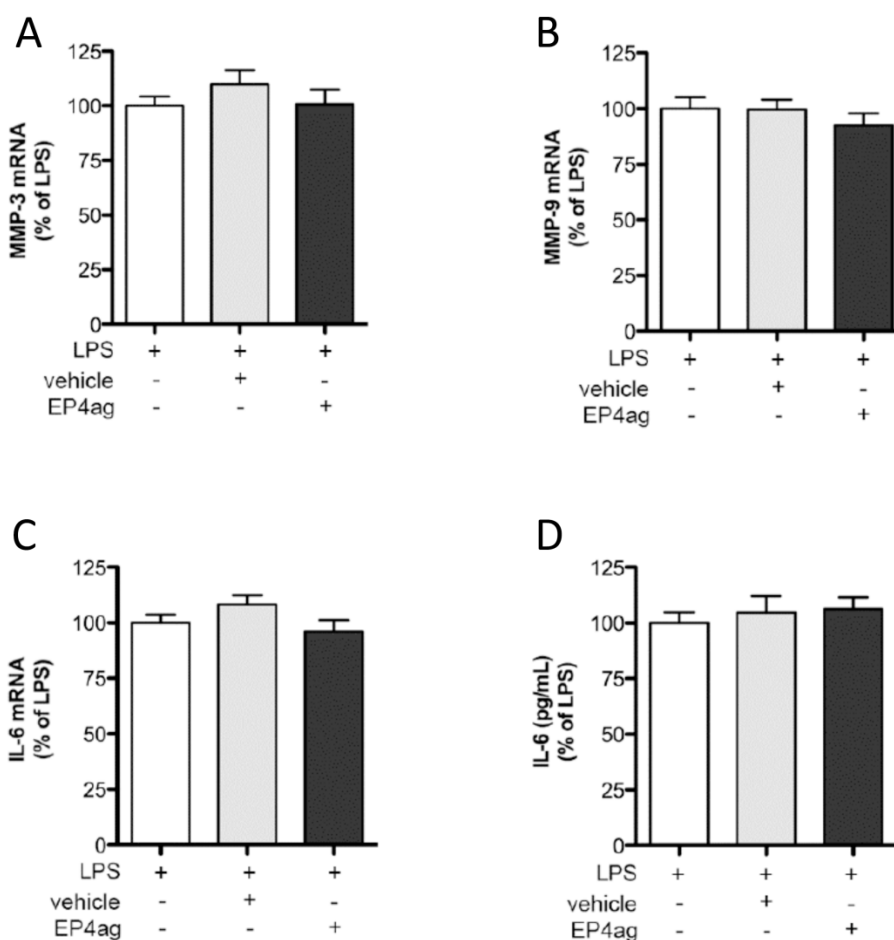 A
MMP-3 mRNA
(% of LPS)
125
100
75
50
25
0
LPS + + +
vehicle - + -
EP4ag - - +
B
MMP-9 mRNA
(% of LPS)
125
100
75
50
25
0
LPS + + +
vehicle - + -
EP4ag - - +
C
IL-6 mRNA
(% of LPS)
125
100
75
50
25
0
LPS + + +
vehicle - + -
EP4ag - - +
D
IL-6 (pg/mL)
(% of LPS)
125
100
75
50
25
0
LPS + + +
vehicle - + -
EP4ag - - +